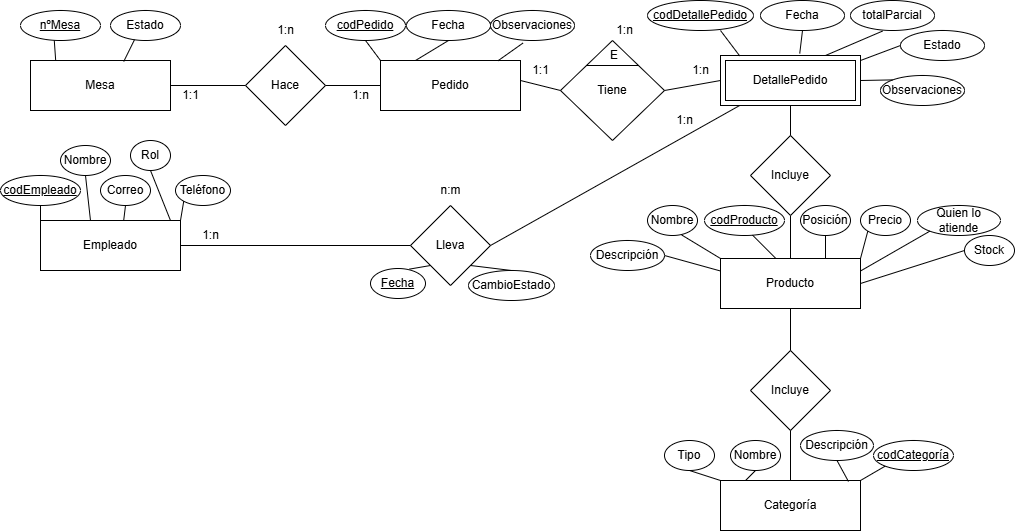 nºMesa
Estado
1:n
codPedido
Fecha
Observaciones
1:n
codDetallePedido
Fecha
totalParcial
Estado
Observaciones
Mesa
1:1
Hace
1:n
Pedido
1:1
E
Tiene
1:n
DetallePedido
1:n
Nombre
Rol
codEmpleado
Correo
Teléfono
Empleado
1:n
n:m
Lleva
Fecha
CambioEstado
Incluye
Nombre
codProducto
Posición
Precio
Quien lo
atiende
Descripción
Stock
Producto
Incluye
Tipo
Nombre
Descripción
codCategoría
Categoría